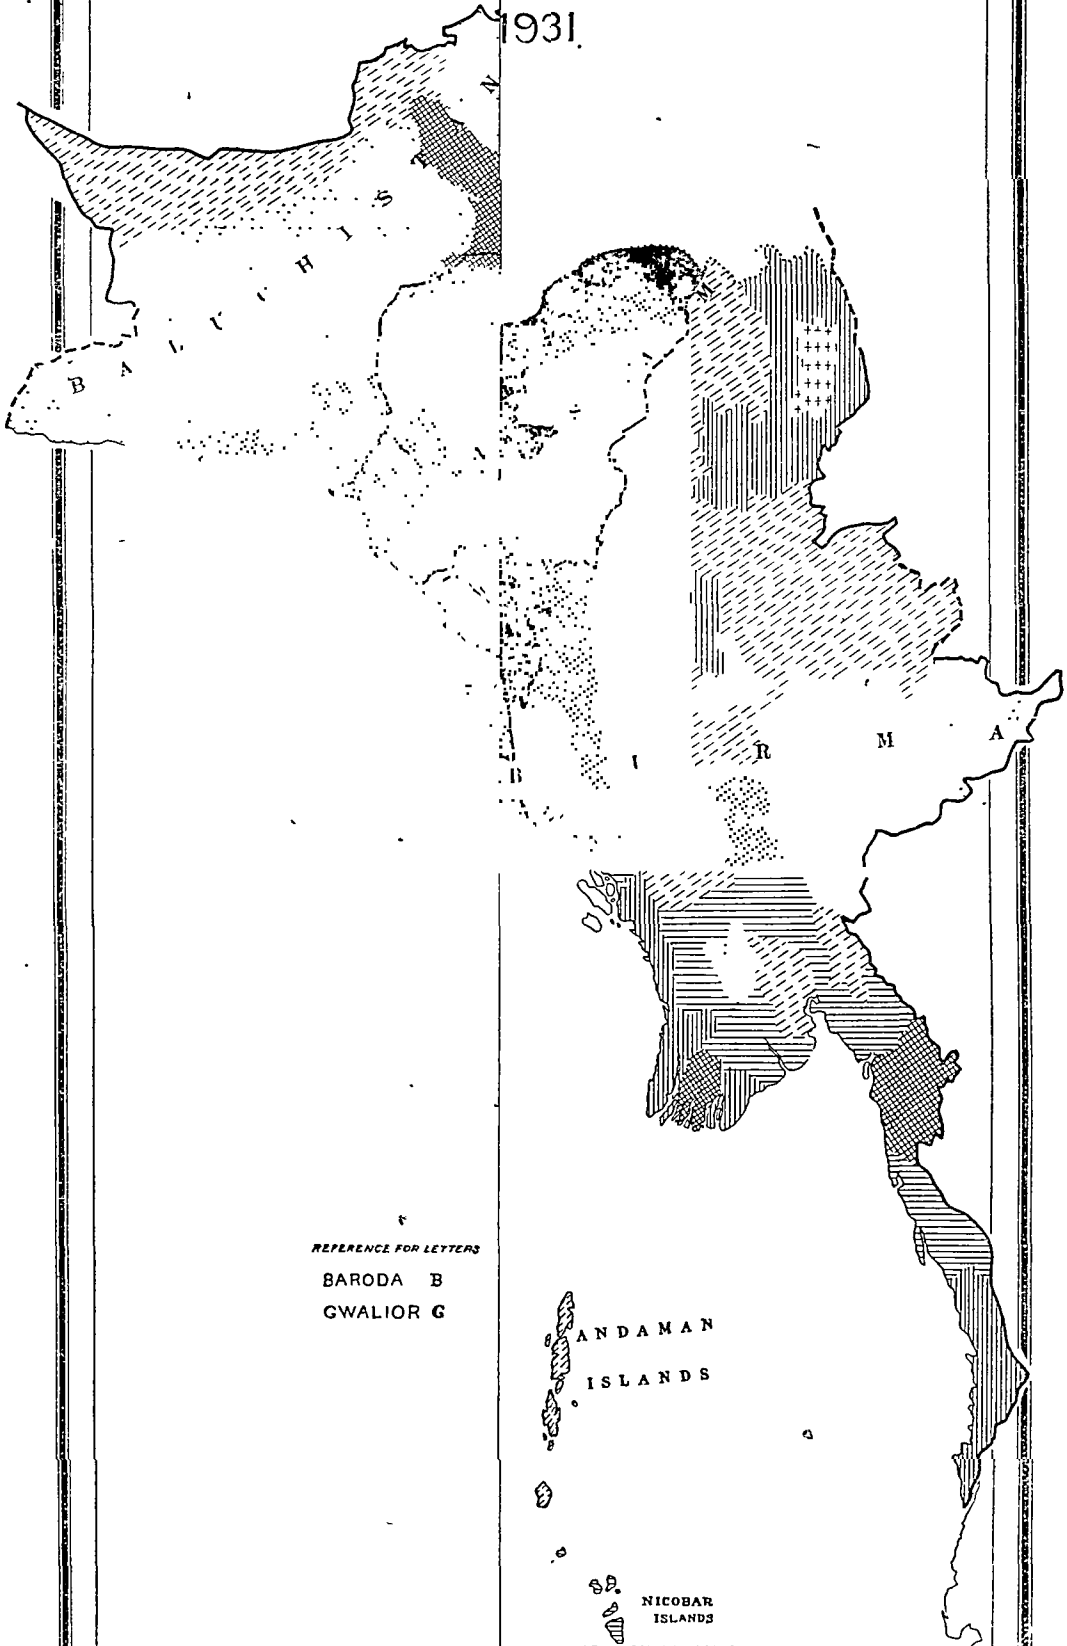 1931.
B A L U C H I S T A N
B I R M A
REFERENCE FOR LETTERS
BARODA B
GWALIOR G
ANDAMAN
ISLANDS
NICOBAR
ISLANDS